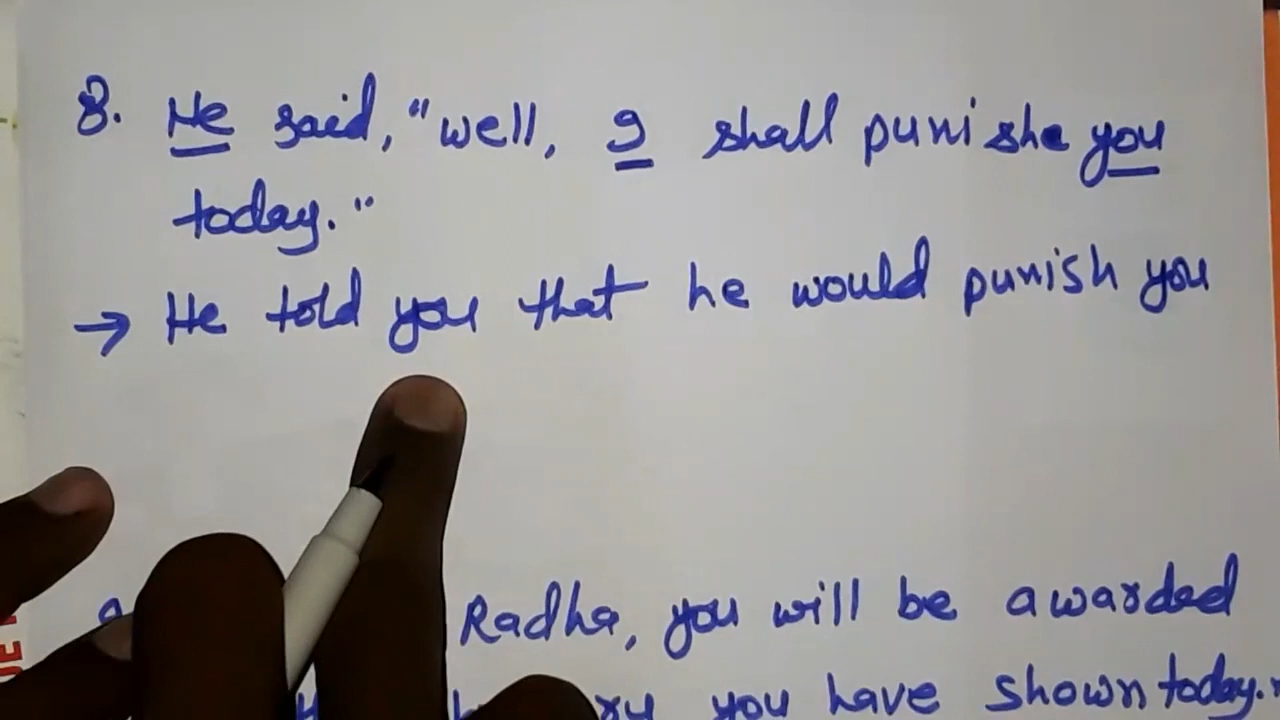 8. He said, "well, I shall punishe you
today."
→ He told you that he would punish you
Radha, you will be awarded
you have shown today."